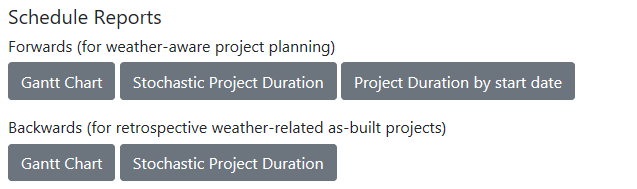 Schedule Reports
Forwards (for weather-aware project planning)
Gantt Chart Stochastic Project Duration Project Duration by start date
Backwards (for retrospective weather-related as-built projects)
Gantt Chart Stochastic Project Duration